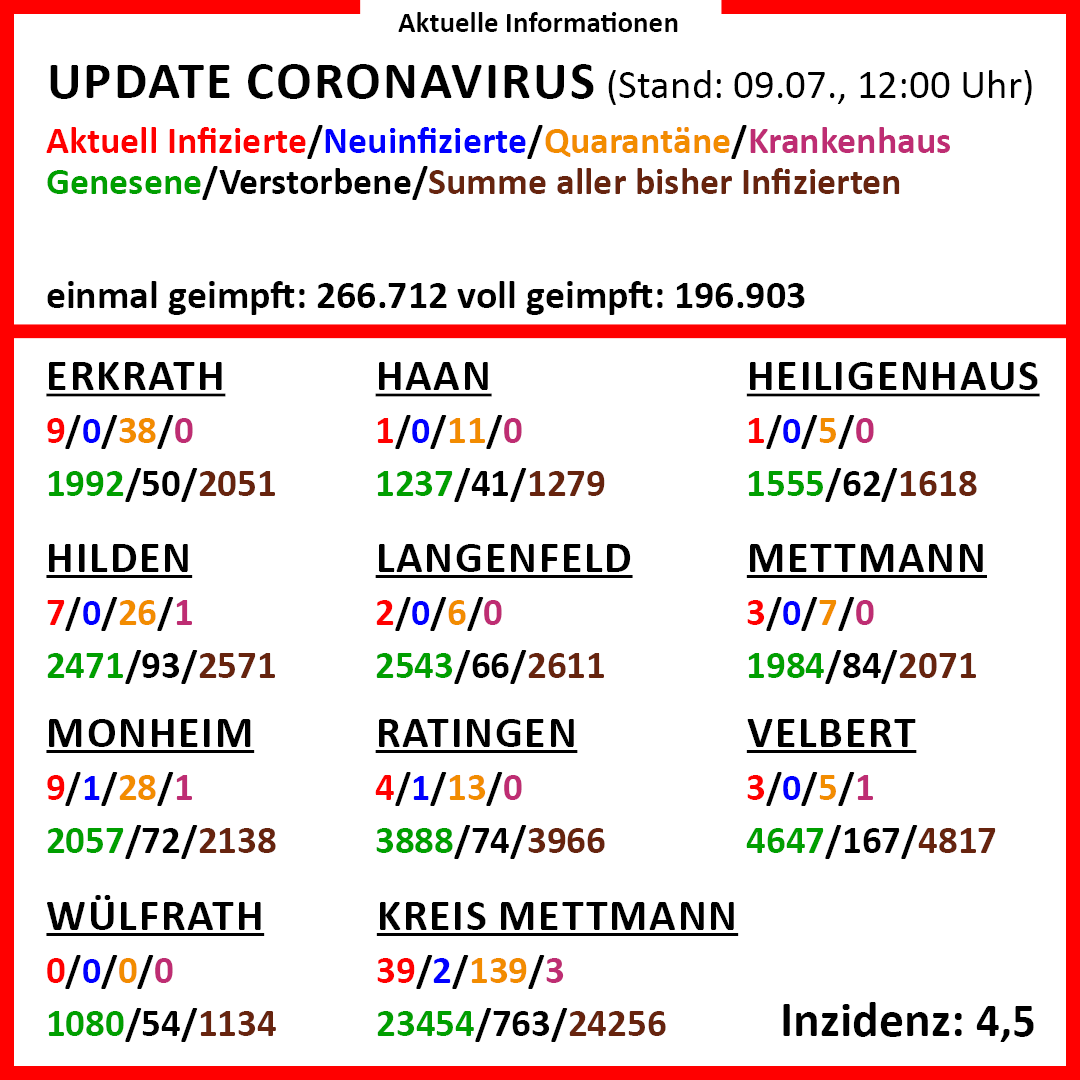 Aktuelle Informationen
UPDATE CORONAVIRUS (Stand: 09.07., 12:00 Uhr)
Aktuell Infizierte/Neuinfizierte/Quarantäne/Krankenhaus
Genesene/Verstorbene/Summe aller bisher Infizierten
einmal geimpft: 266.712 voll geimpft: 196.903
ERKRATH
9/0/38/0
1992/50/2051
HAAN
1/0/11/0
1237/41/1279
HEILIGENHAUS
1/0/5/0
1555/62/1618
HILDEN
7/0/26/1
2471/93/2571
LANGENFELD
2/0/6/0
2543/66/2611
METTMANN
3/0/7/0
1984/84/2071
MONHEIM
9/1/28/1
2057/72/2138
RATINGEN
4/1/13/0
3888/74/3966
VELBERT
3/0/5/1
4647/167/4817
WÜLFRATH
0/0/0/0
1080/54/1134
KREIS METTMANN
39/2/139/3
23454/763/24256
Inzidenz: 4,5